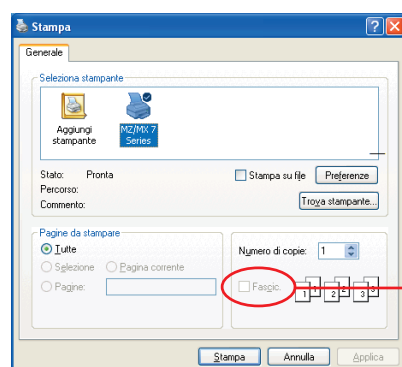 Stampa
Generale
Seleziona stampante
Aggiungi
stampante
MZ/MX 7
Series
Stato: Pronta
Percorso:
Commento:
Stampa su file
Preferenze
Trova stampante...
Pagine da stampare
Tutte
Selezione Pagina corrente
Pagine:
Numero di copie: 1
Fascic.
1 1 2 2 3 3
Stampa Annulla Applica